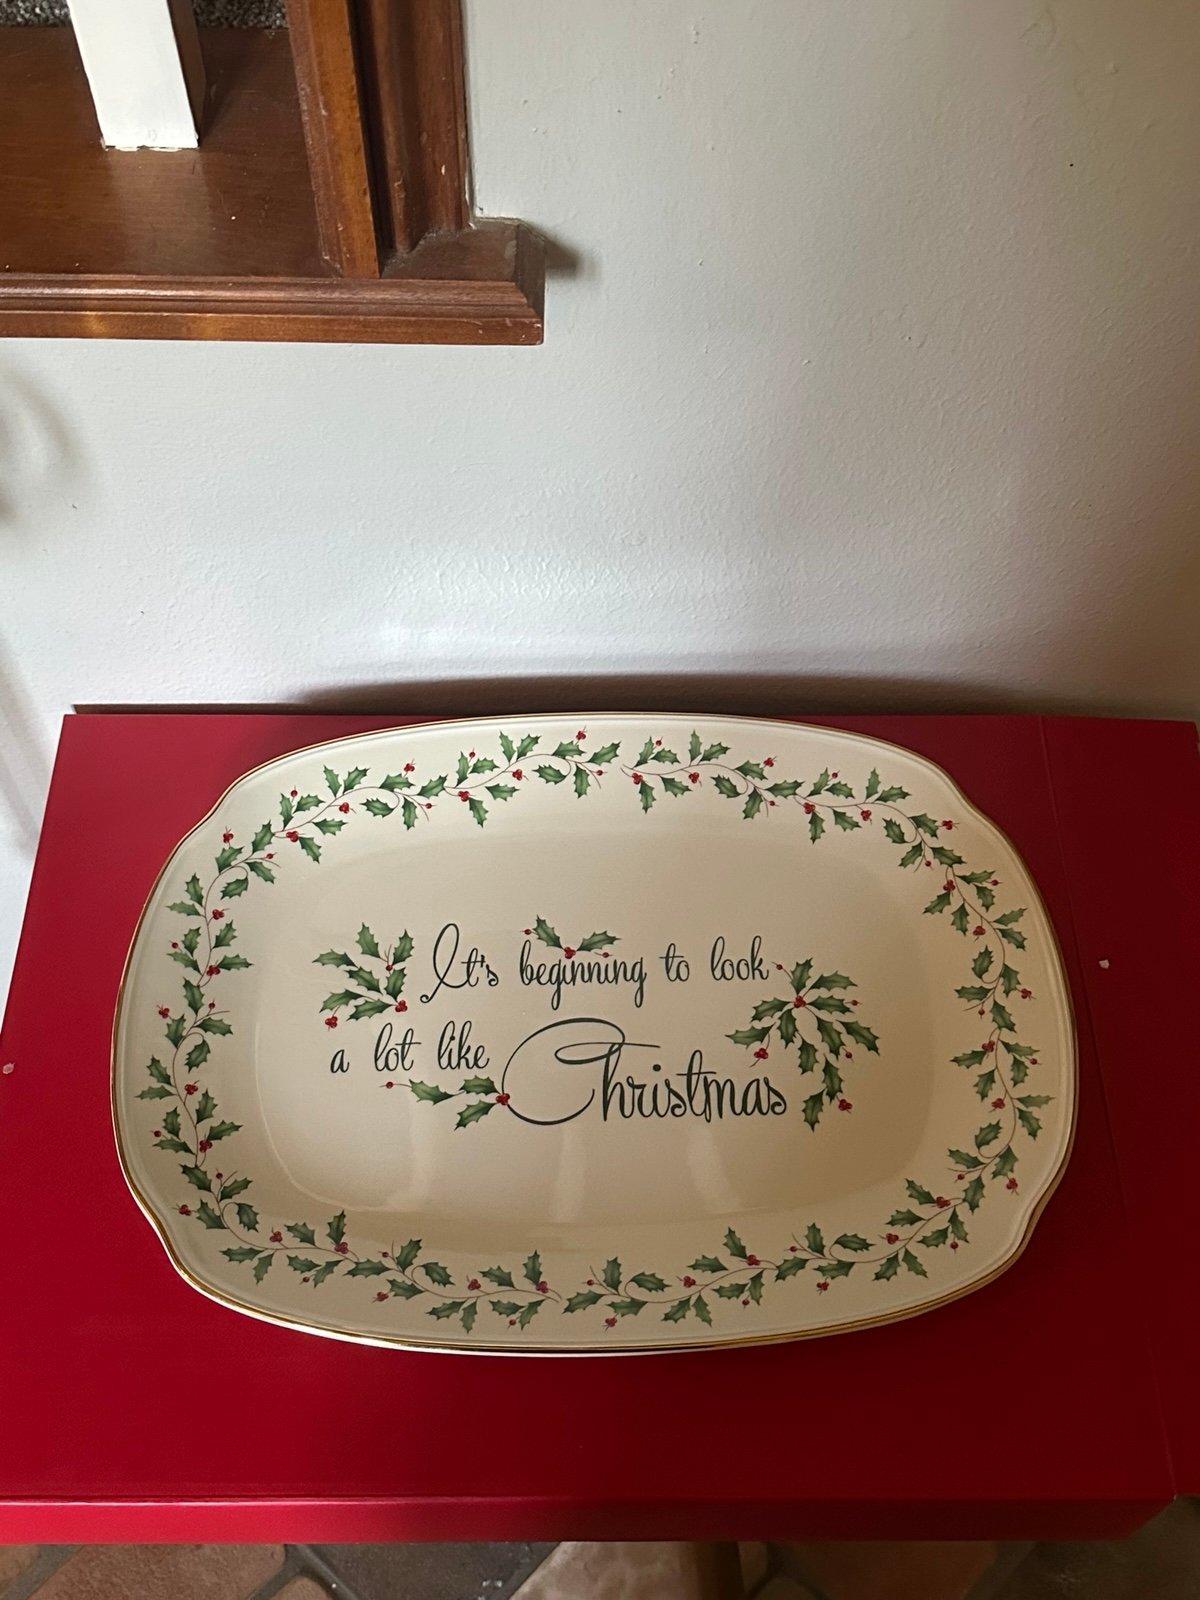 It's beginning to look
a lot like Christmas